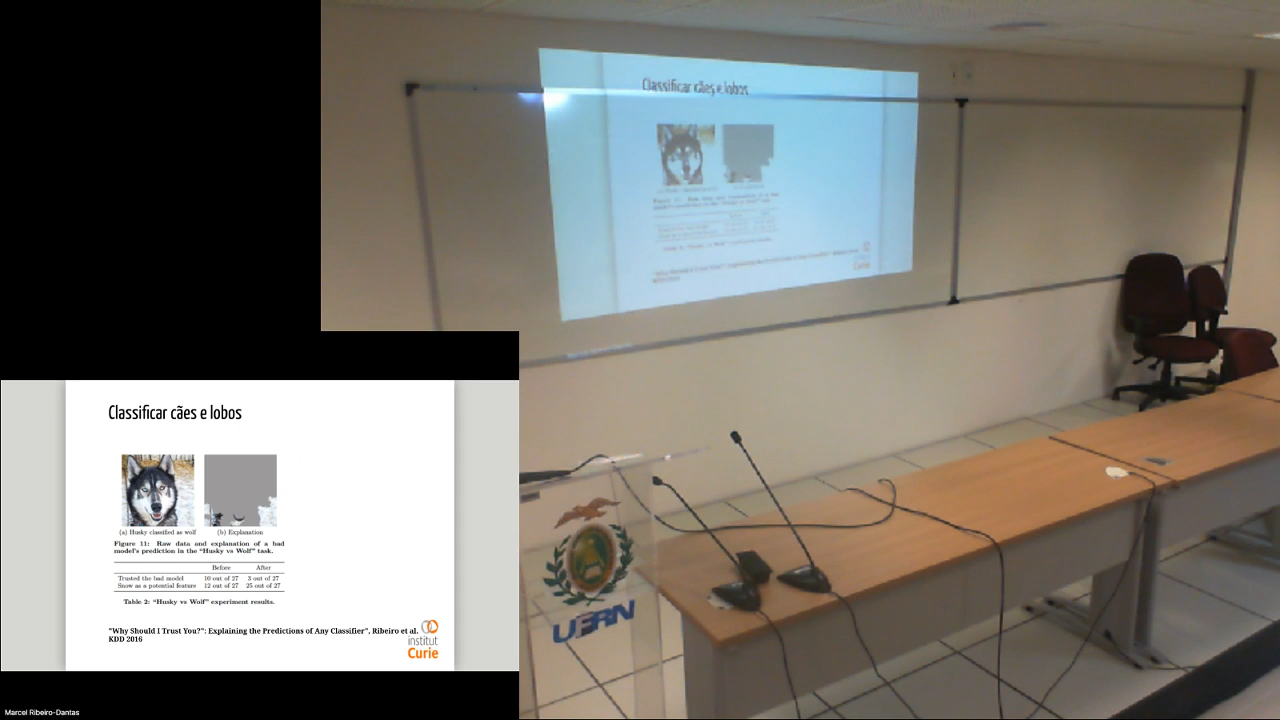 Classificar cães e lobos
Classificar cães e lobos
(a) Husky classified as wolf
(b) Explanation
Figure 11: Raw data and explanation of a bad
model's prediction in the "Husky vs Wolf" task.
Before After
Trusted the bad model 10 out of 27 3 out of 27
Snow as a potential feature 12 out of 27 25 out of 27
Table 2: "Husky vs Wolf" experiment results.
"Why Should I Trust You?": Explaining the Predictions of Any Classifier", Ribeiro et al.
KDD 2016
institut
Curie
Curie
UERN
Marcel Ribeiro-Dantas